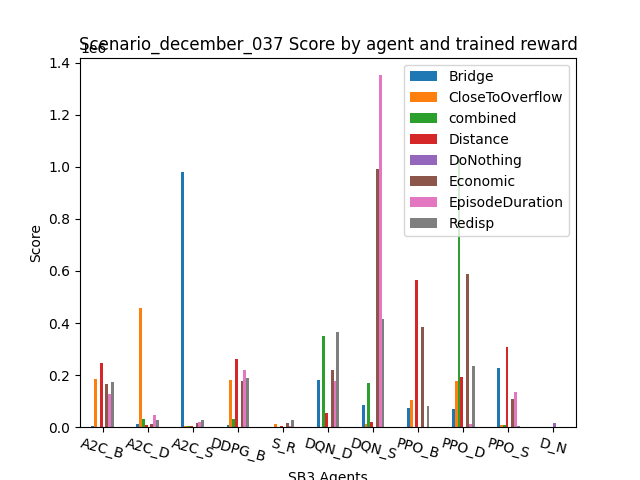 Scenario_december_037 Score by agent and trained reward
1e6
1.4
1.2
1.0
0.8
0.6
0.4
0.2
0.0
Score
Bridge
CloseToOverflow
combined
Distance
DoNothing
Economic
EpisodeDuration
Redisp
A2C_B A2C_D A2C_S DDPG_B S_R DQN_D DQN_S PPO_B PPO_D PPO_S D_N
SB3 Agents